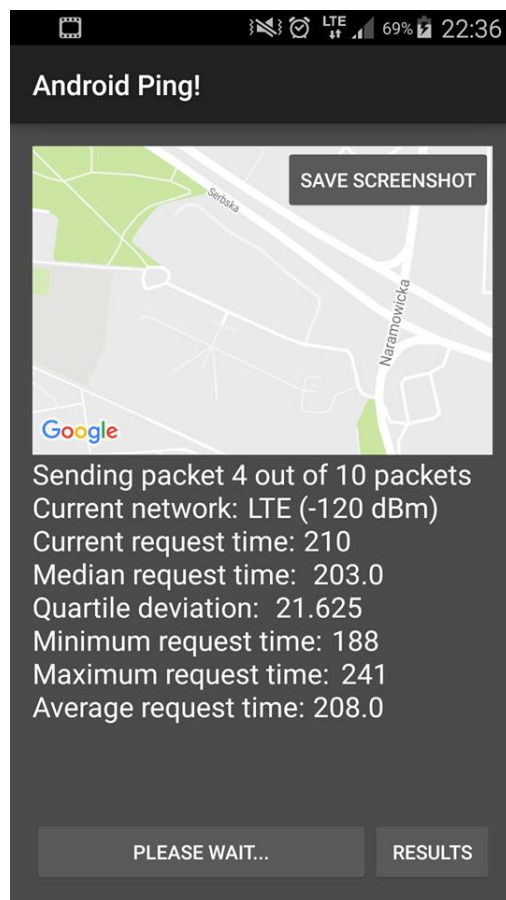 LTE 69% 22:36
Android Ping!
SAVE SCREENSHOT
Serbska
Naramowicka
Google
Sending packet 4 out of 10 packets
Current network: LTE (-120 dBm)
Current request time: 210
Median request time: 203.0
Quartile deviation: 21.625
Minimum request time: 188
Maximum request time: 241
Average request time: 208.0
PLEASE WAIT... RESULTS